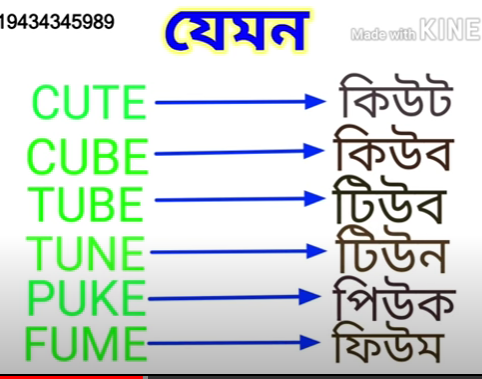 19434345989
যেমন
Made with KINE
CUTE কিউট
CUBE কিউব
TUBE টিউব
TUNE টিউন
PUKE পিউক
FUME ফিউম